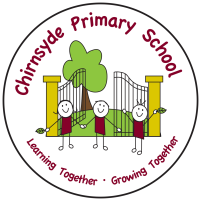 Chirnsyde Primary School
Learning Together · Growing Together